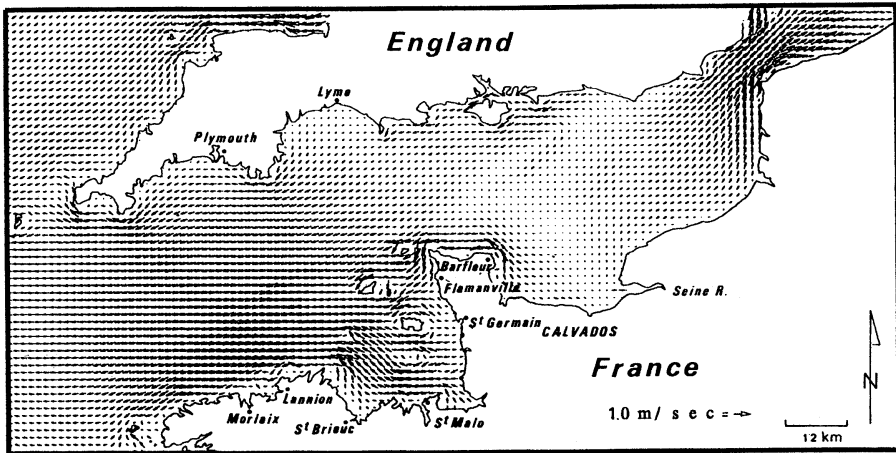 England
Lyme
Plymouth
Barfleur
Flamanville
Seine R.
St Germain
CALVADOS
France
Lannion
Morlaix
St Brieuc
St Malo
1.0 m/ s e c =
N
12 km